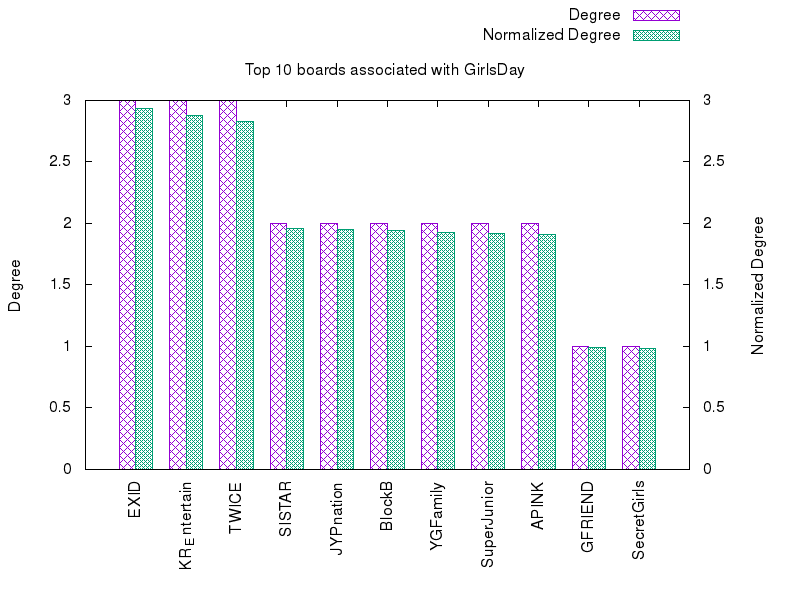 Degree
Normalized Degree
Top 10 boards associated with GirlsDay
3
2.5
2
1.5
1
0.5
0
3
2.5
2
1.5
1
0.5
0
Degree
Normalized Degree
EXID
KREntertain
TWICE
SISTAR
JYPnation
BlockB
YGFamily
SuperJunior
APINK
GFRIEND
SecretGirls